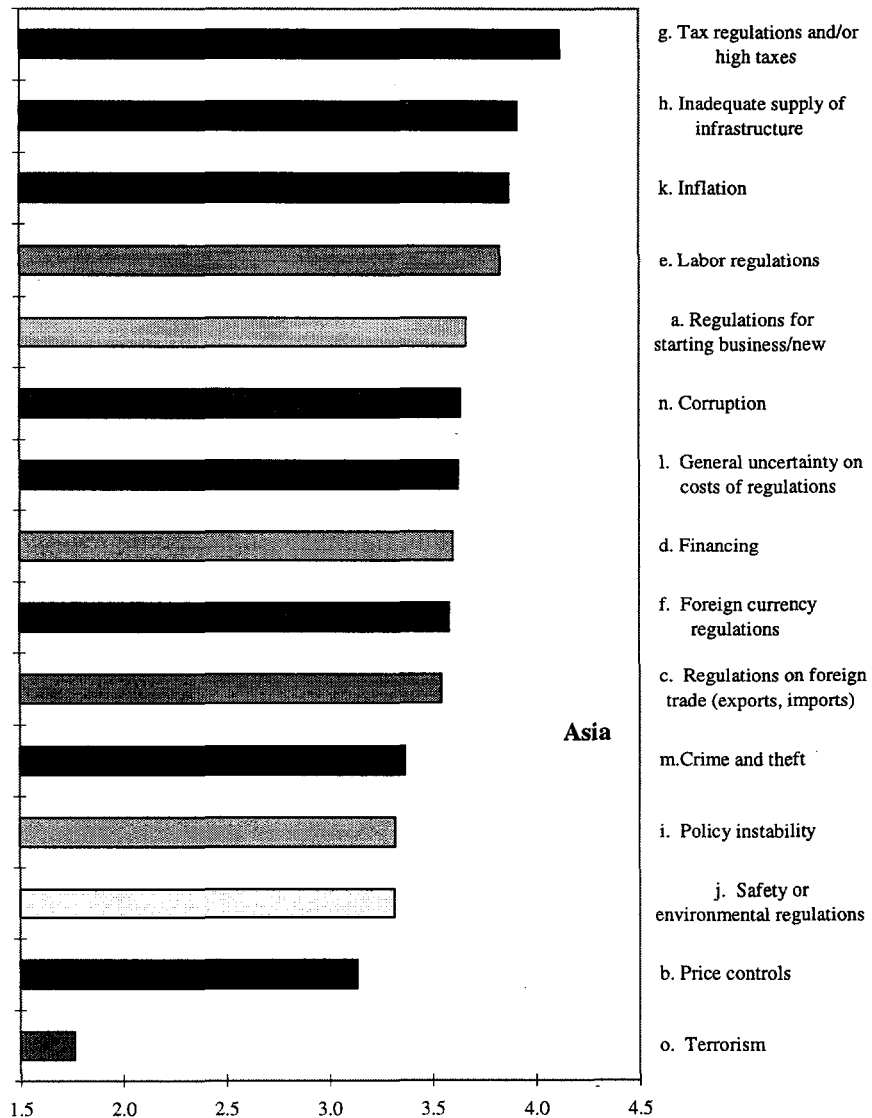 g. Tax regulations and/or
high taxes
h. Inadequate supply of
infrastructure
k. Inflation
e. Labor regulations
a. Regulations for
starting business/new
n. Corruption
l. General uncertainty on
costs of regulations
d. Financing
f. Foreign currency
regulations
c. Regulations on foreign
trade (exports, imports)
Asia
m.Crime and theft
i. Policy instability
j. Safety or
environmental regulations
b. Price controls
o. Terrorism
1.5 2.0 2.5 3.0 3.5 4.0 4.5